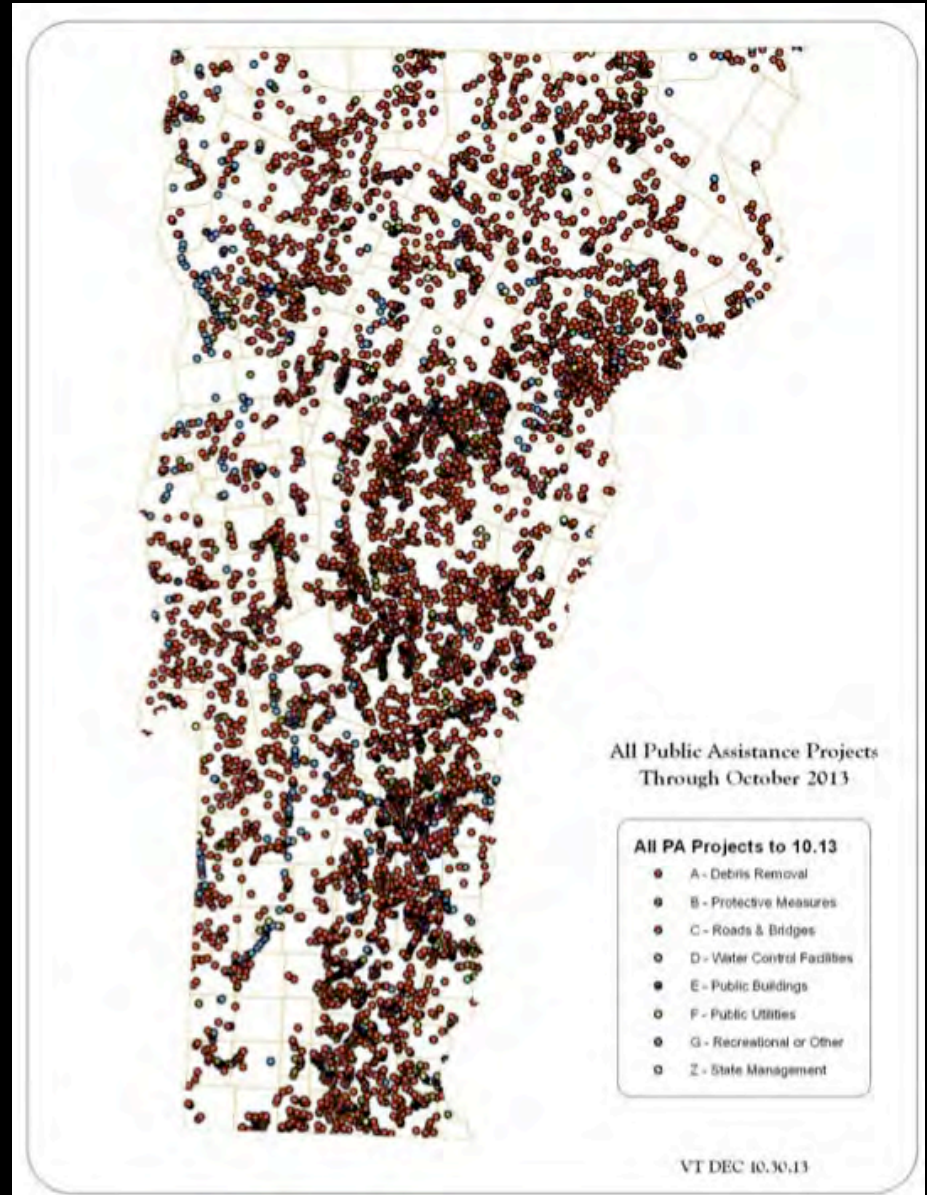 All Public Assistance Projects
Through October 2013
All PA Projects to 10.13
A - Debris Removal
B - Protective Measures
C - Roads & Bridges
D - Water Control Facilities
E - Public Buildings
F - Public Utilities
G - Recreational or Other
Z - State Management
VT DEC 10.30.13